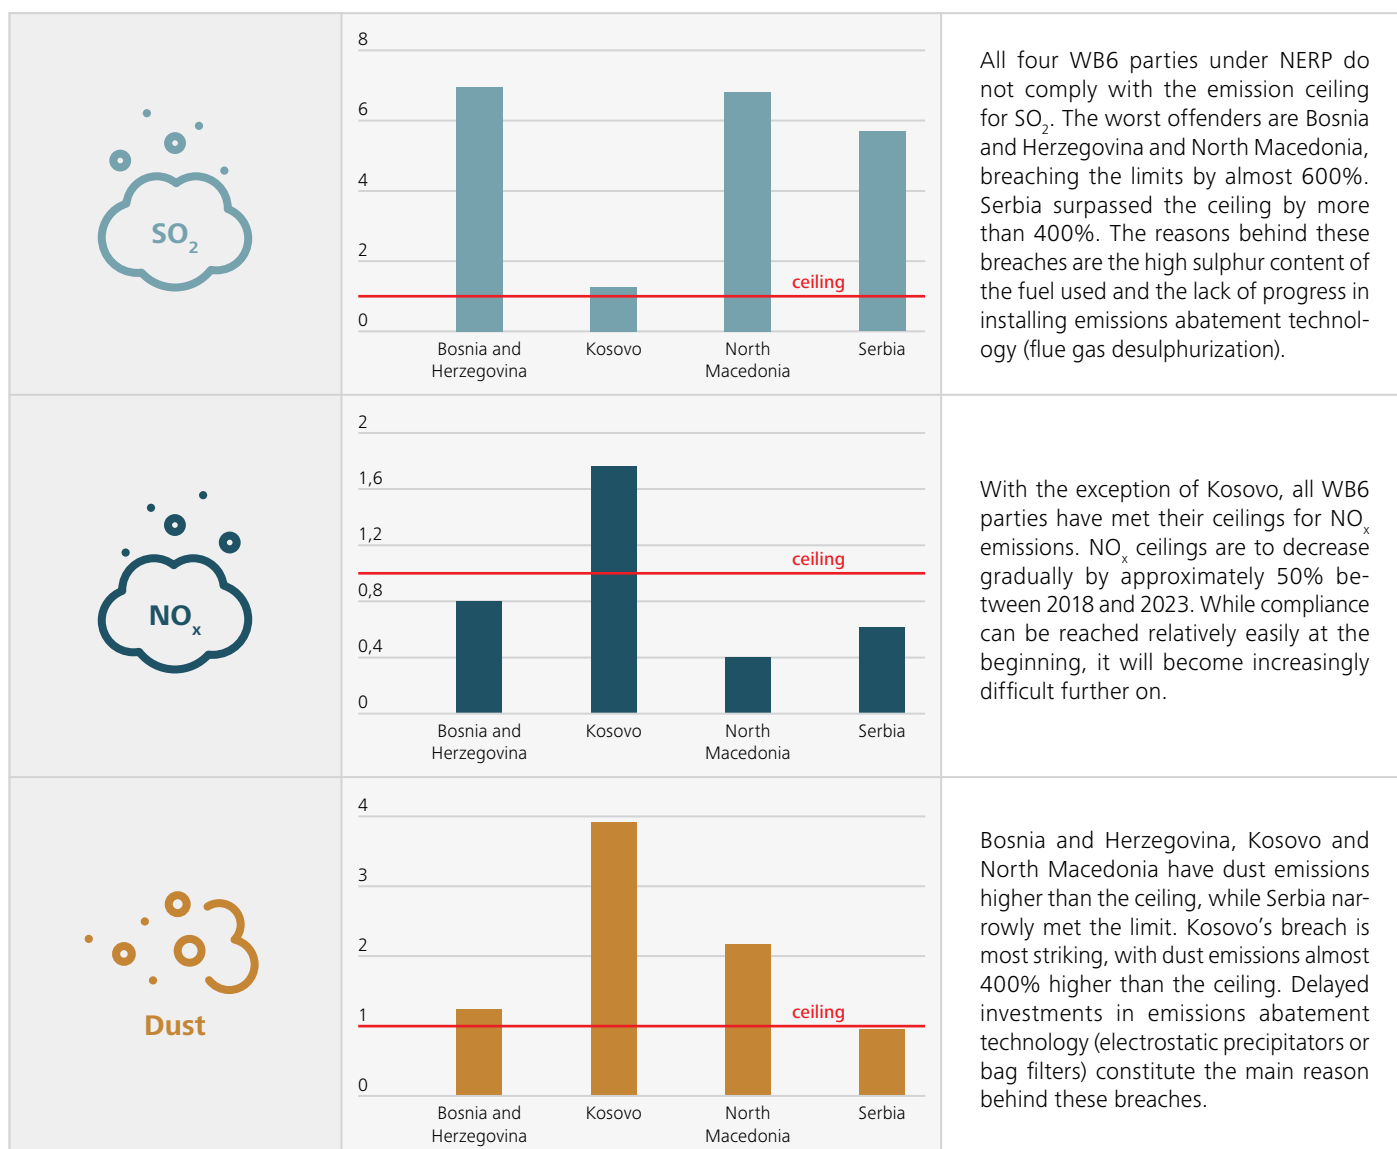 SO2
8
6
4
2
0
ceiling
Bosnia and
Herzegovina
Kosovo
North
Macedonia
Serbia
All four WB6 parties under NERP do
not comply with the emission ceiling
for SO2. The worst offenders are Bosnia
and Herzegovina and North Macedonia,
breaching the limits by almost 600%.
Serbia surpassed the ceiling by more
than 400%. The reasons behind these
breaches are the high sulphur content of
the fuel used and the lack of progress in
installing emissions abatement technol-
ogy (flue gas desulphurization).
NOx
2
1,6
1,2
0,8
0,4
0
ceiling
Bosnia and
Herzegovina
Kosovo
North
Macedonia
Serbia
With the exception of Kosovo, all WB6
parties have met their ceilings for NOx
emissions. NOx ceilings are to decrease
gradually by approximately 50% be-
tween 2018 and 2023. While compliance
can be reached relatively easily at the
beginning, it will become increasingly
difficult further on.
Dust
4
3
2
1
0
ceiling
Bosnia and
Herzegovina
Kosovo
North
Macedonia
Serbia
Bosnia and Herzegovina, Kosovo and
North Macedonia have dust emissions
higher than the ceiling, while Serbia nar-
rowly met the limit. Kosovo's breach is
most striking, with dust emissions almost
400% higher than the ceiling. Delayed
investments in emissions abatement
technology (electrostatic precipitators or
bag filters) constitute the main reason
behind these breaches.